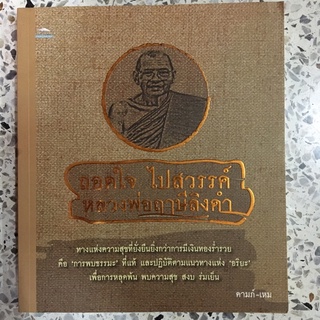 ถอดใจ ไปสวรรค์
หลวงพ่อฤาษีลิงดำ
ทางแห่งความสุขที่ยั่งยืนยิ่งกว่าการมีเงินทองร่ำรวย
คือ 'การพบธรรมะ' ที่แท้ และปฏิบัติตามแนวทางแห่ง 'อริยะ'
เพื่อการหลุดพ้น พบความสุข สงบ ร่มเย็น
คามภ์-เหม